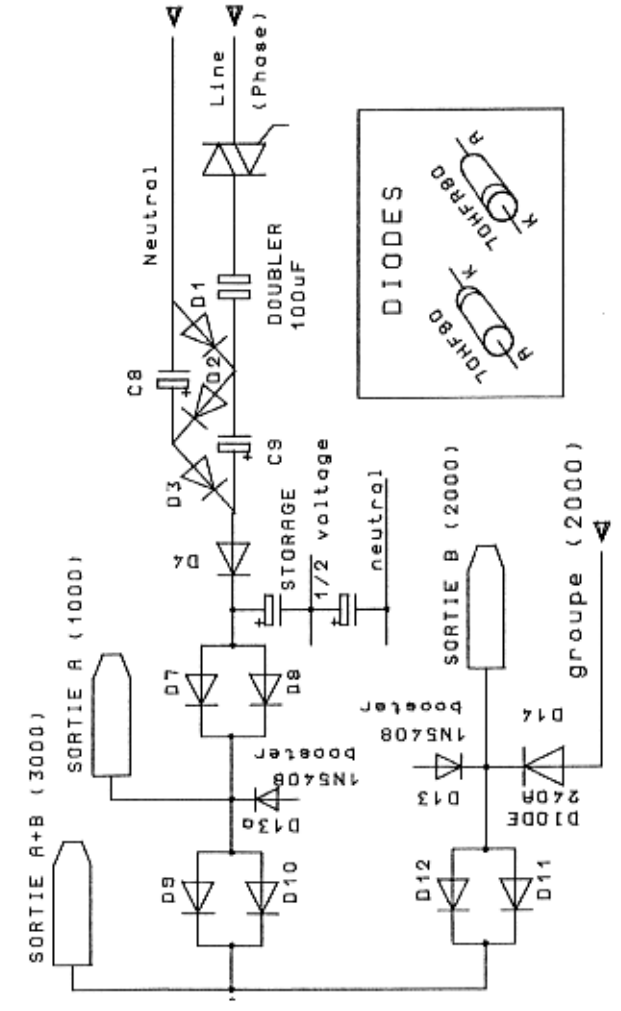 Neutral
Line
(Phase)
D1
DOUBLER
100uF
C8
D2
C9
D3
D4
STORAGE
1/2 voltage
neutral
DIODES
70HFR80
A
K
70HF80
K
A
SORTIE A (1000)
D7
D8
SORTIE B (2000)
groupe (2000)
SORTIE A+B (3000)
booster
1N5408
D13a
booster
1N5408
D13
D14
DIODE
240A
D9
D10
D12
D11